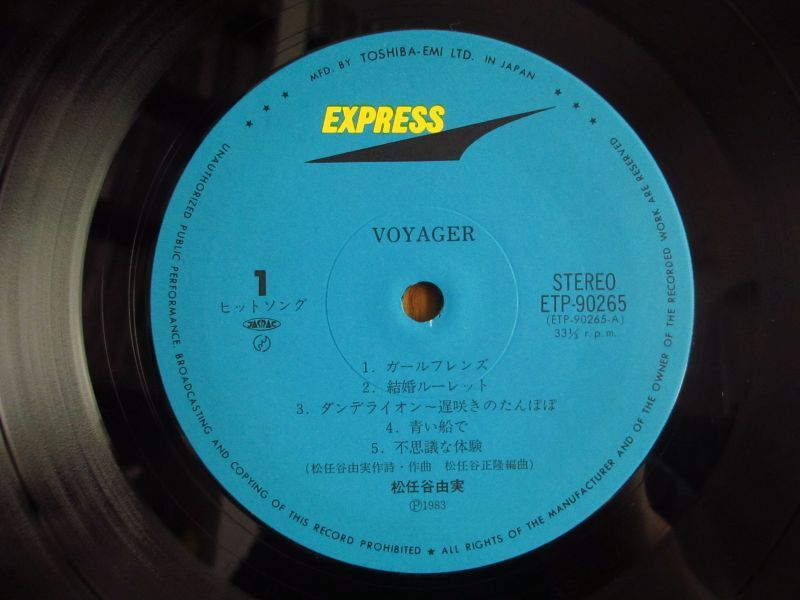 MFD. BY TOSHIBA-EMI LTD. IN JAPAN
EXPRESS
VOYAGER
1
ヒットソング
JASRAC
STEREO
ETP-90265
(ETP-90265-A)
33⅓ r.p.m.
1. ガールフレンズ
2. 結婚ルーレット
3. ダンデライオン〜遅咲きのたんぽぽ
4. 青い船で
5. 不思議な体験
(松任谷由実作詩・作曲 松任谷正隆編曲)
松任谷由実
Ⓟ1983
UNAUTHORIZED PUBLIC PERFORMANCE, BROADCASTING AND COPYING OF THIS RECORD PROHIBITED ★ ALL RIGHTS OF THE MANUFACTURER AND OF THE OWNER OF THE RECORDED WORK ARE RESERVED